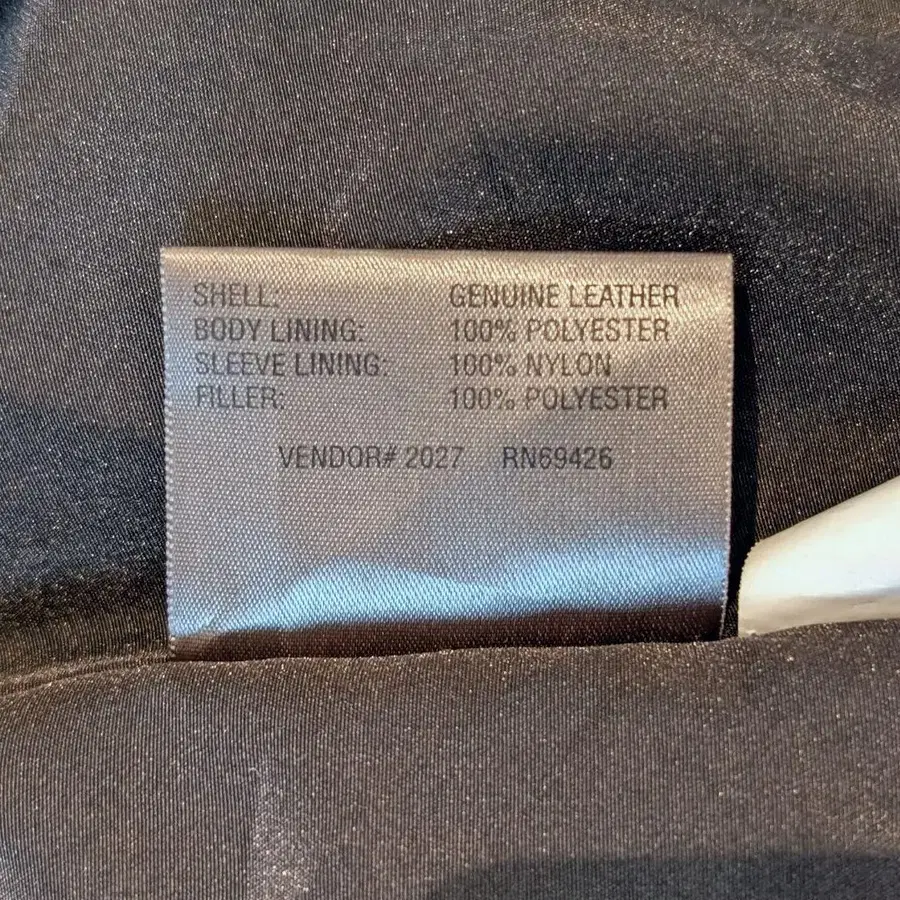 SHELL: GENUINE LEATHER
BODY LINING: 100% POLYESTER
SLEEVE LINING: 100% NYLON
FILLER: 100% POLYESTER
VENDOR# 2027 RN69426